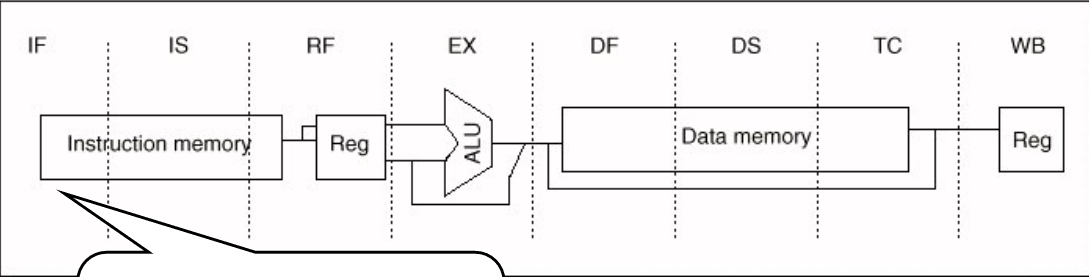 IF IS RF EX DF DS TC WB
Instruction memory Reg ALU Data memory Reg